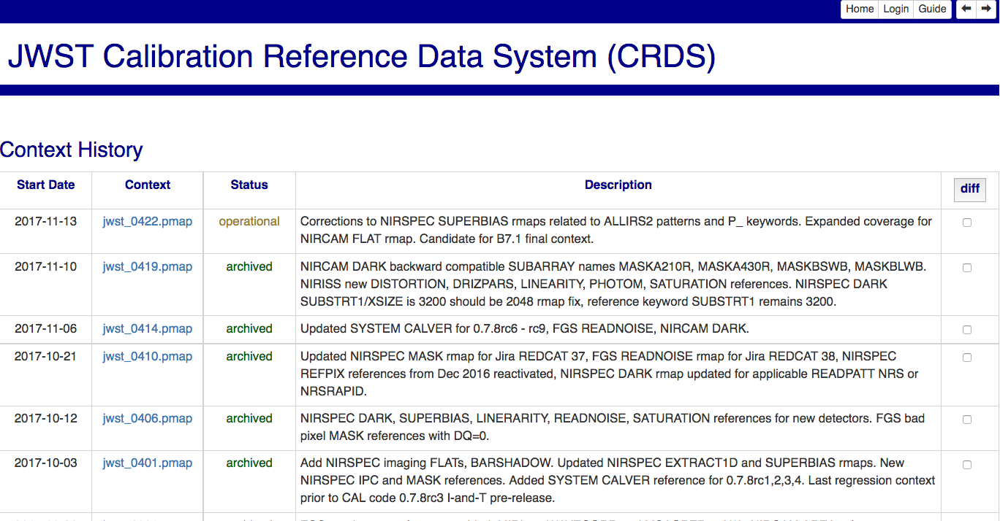 Home Login Guide
JWST Calibration Reference Data System (CRDS)
Context History
Start Date Context Status Description diff
2017-11-13 jwst_0422.pmap operational Corrections to NIRSPEC SUPERBIAS rmaps related to ALLIRS2 patterns and P_ keywords. Expanded coverage for
NIRCAM FLAT rmap. Candidate for B7.1 final context.
2017-11-10 jwst_0419.pmap archived NIRCAM DARK backward compatible SUBARRAY names MASKA210R, MASKA430R, MASKBSWB, MASKBLWB.
NIRISS new DISTORTION, DRIZPARS, LINEARITY, PHOTOM, SATURATION references. NIRSPEC DARK
SUBSTRT1/XSIZE is 3200 should be 2048 rmap fix, reference keyword SUBSTRT1 remains 3200.
2017-11-06 jwst_0414.pmap archived Updated SYSTEM CALVER for 0.7.8rc6 - rc9, FGS READNOISE, NIRCAM DARK.
2017-10-21 jwst_0410.pmap archived Updated NIRSPEC MASK rmap for Jira REDCAT 37, FGS READNOISE rmap for Jira REDCAT 38, NIRSPEC
REFPIX references from Dec 2016 reactivated, NIRSPEC DARK rmap updated for applicable READPATT NRS or
NRSRAPID.
2017-10-12 jwst_0406.pmap archived NIRSPEC DARK, SUPERBIAS, LINERARITY, READNOISE, SATURATION references for new detectors. FGS bad
pixel MASK references with DQ=0.
2017-10-03 jwst_0401.pmap archived Add NIRSPEC imaging FLATs, BARSHADOW. Updated NIRSPEC EXTRACT1D and SUPERBIAS rmaps. New
NIRSPEC IPC and MASK references. Added SYSTEM CALVER reference for 0.7.8rc1,2,3,4. Last regression context
prior to CAL code 0.7.8rc3 I-and-T pre-release.